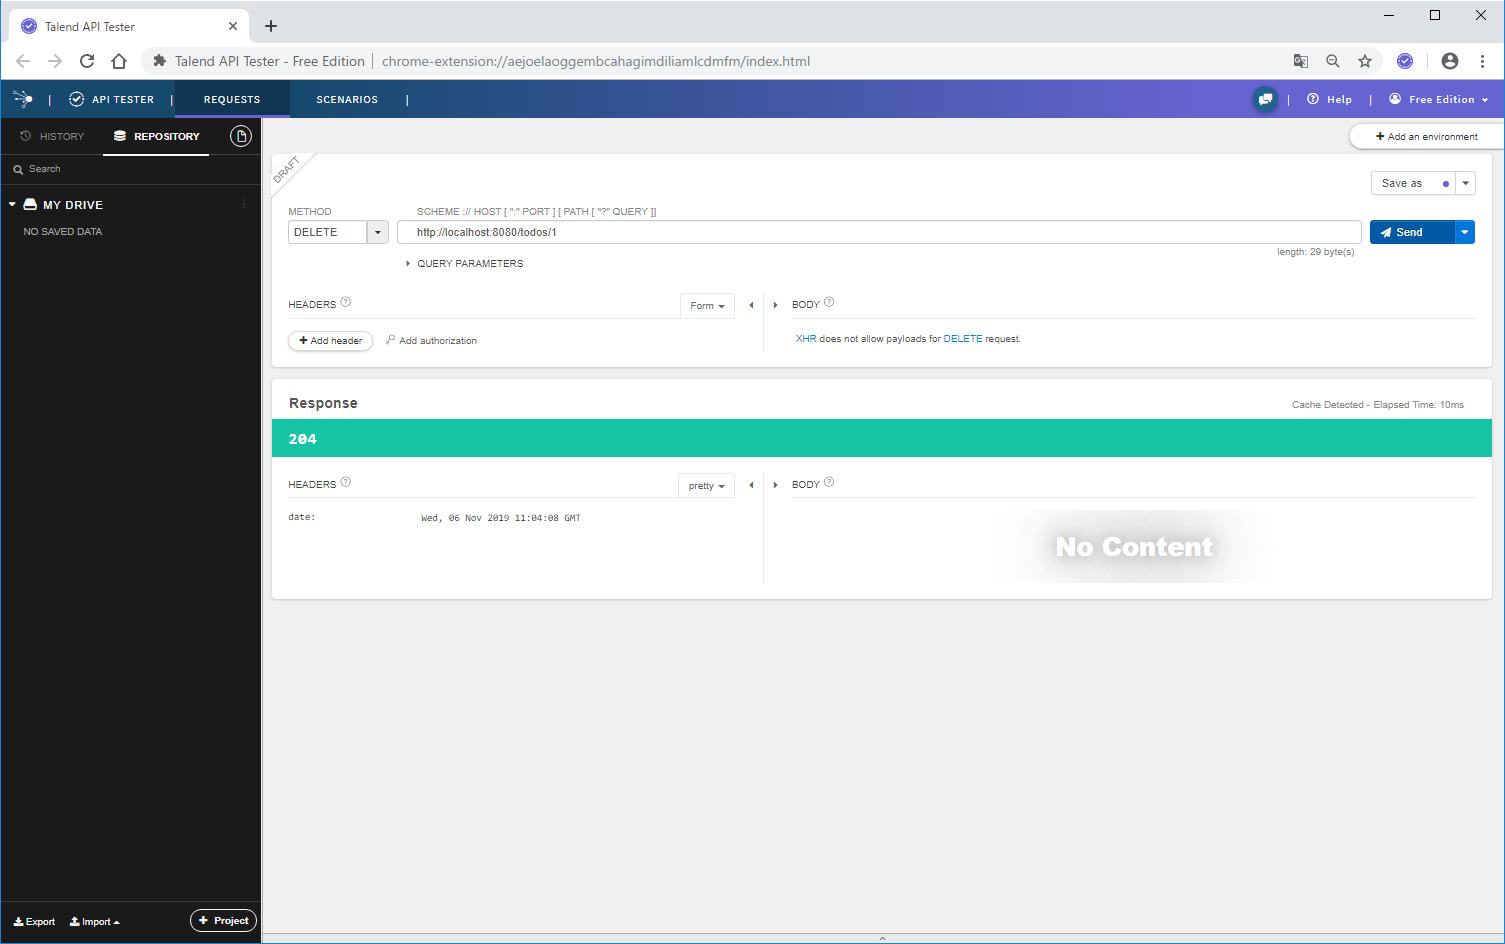 Talend API Tester
Talend API Tester - Free Edition | chrome-extension://aejoelaoggembcahagimdiliamlcdmfm/index.html
| API TESTER | REQUESTS SCENARIOS | | Help | Free Edition
HISTORY REPOSITORY
+ Add an environment
Search
DRAFT
Save as
MY DRIVE
NO SAVED DATA
METHOD SCHEME :// HOST [ ":" PORT ] [ PATH [ "?" QUERY ]]
DELETE http://localhost:8080/todos/1 Send
length: 29 byte(s)
QUERY PARAMETERS
HEADERS ? Form BODY ?
+ Add header Add authorization XHR does not allow payloads for DELETE request.
Response
Cache Detected - Elapsed Time: 10ms
204
HEADERS ? pretty BODY ?
date: Wed, 06 Nov 2019 11:04:08 GMT
No Content
Export Import + Project